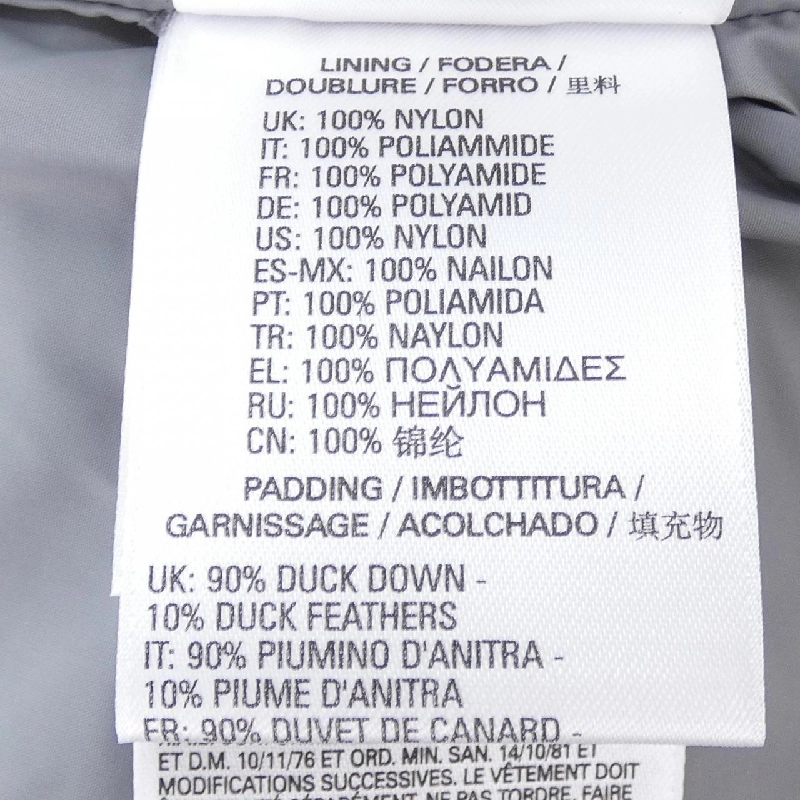 LINING / FODERA /
DOUBLURE / FORRO / 里料
UK: 100% NYLON
IT: 100% POLIAMMIDE
FR: 100% POLYAMIDE
DE: 100% POLYAMID
US: 100% NYLON
ES-MX: 100% NAILON
PT: 100% POLIAMIDA
TR: 100% NAYLON
EL: 100% ΠΟΛΥΑΜΙΔΕΣ
RU: 100% НЕЙЛОН
CN: 100% 锦纶
PADDING / IMBOTTITURA /
GARNISSAGE / ACOLCHADO / 填充物
UK: 90% DUCK DOWN -
10% DUCK FEATHERS
IT: 90% PIUMINO D'ANITRA -
10% PIUME D'ANITRA
FR: 90% DUVET DE CANARD -
ET D.M. 10/11/76 ET ORD. MIN. SAN. 14/10/81 ET
MODIFICATIONS SUCCESSIVES. LE VÊTEMENT DOIT
NE PAS TORDRE, FAIRE